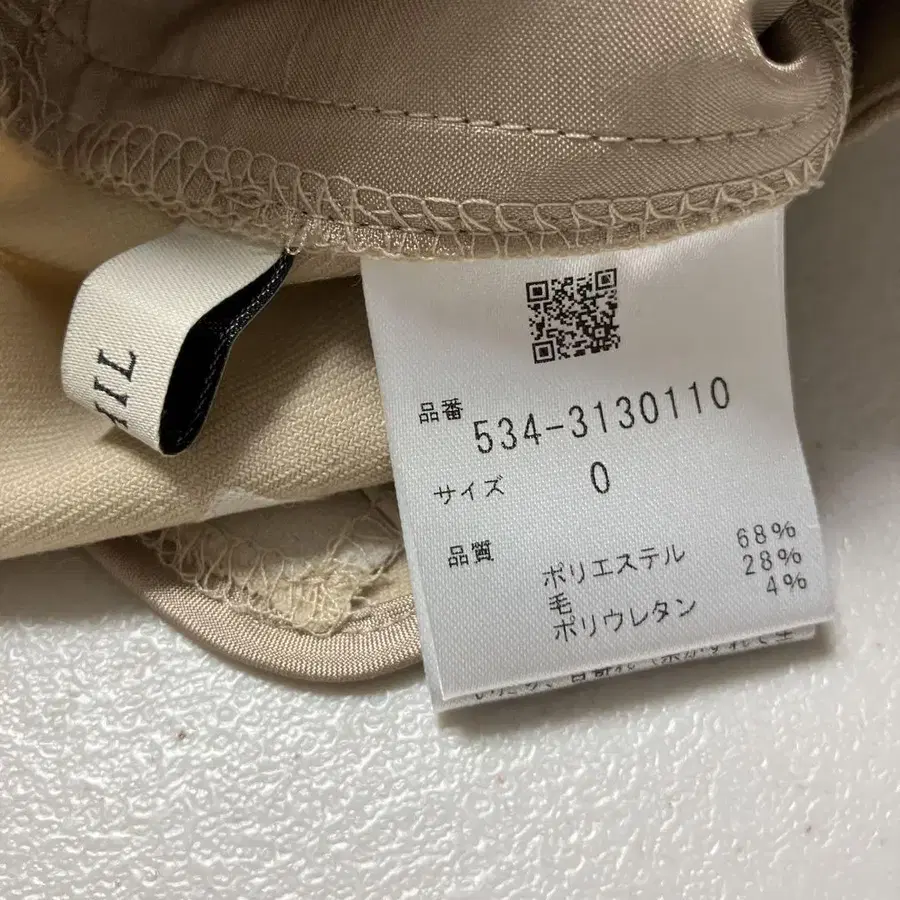 品番 534-3130110
サイズ 0
品質
ポリエステル 68%
毛 28%
ポリウレタン 4%